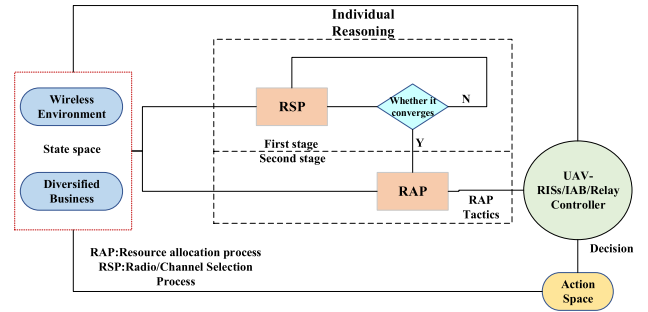 Individual
Reasoning
Wireless
Environment
State space
Diversified
Business
RSP
Whether it
converges
N
Y
First stage
Second stage
RAP
RAP
Tactics
UAV-
RISs/IAB/Relay
Controller
Decision
Action
Space
RAP:Resource allocation process
RSP:Radio/Channel Selection
Process